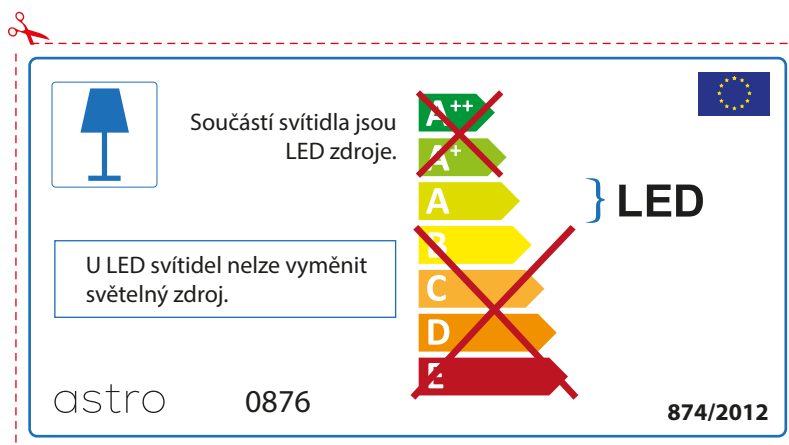 Součástí svítidla jsou
LED zdroje.
A++
A+
A
B
C
D
E
LED
U LED svítidel nelze vyměnit
světelný zdroj.
astro
0876
874/2012